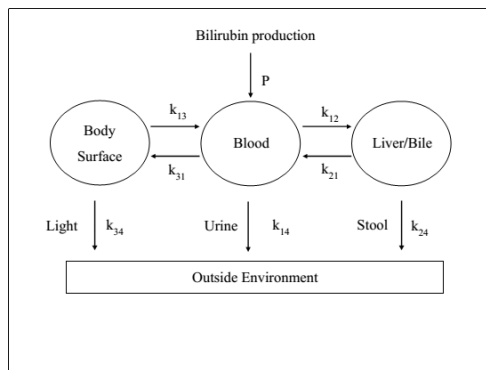 Bilirubin production
P
k13
k12
Body
Surface
Blood
Liver/Bile
k31
k21
Light
k34
Urine
k14
Stool
k24
Outside Environment